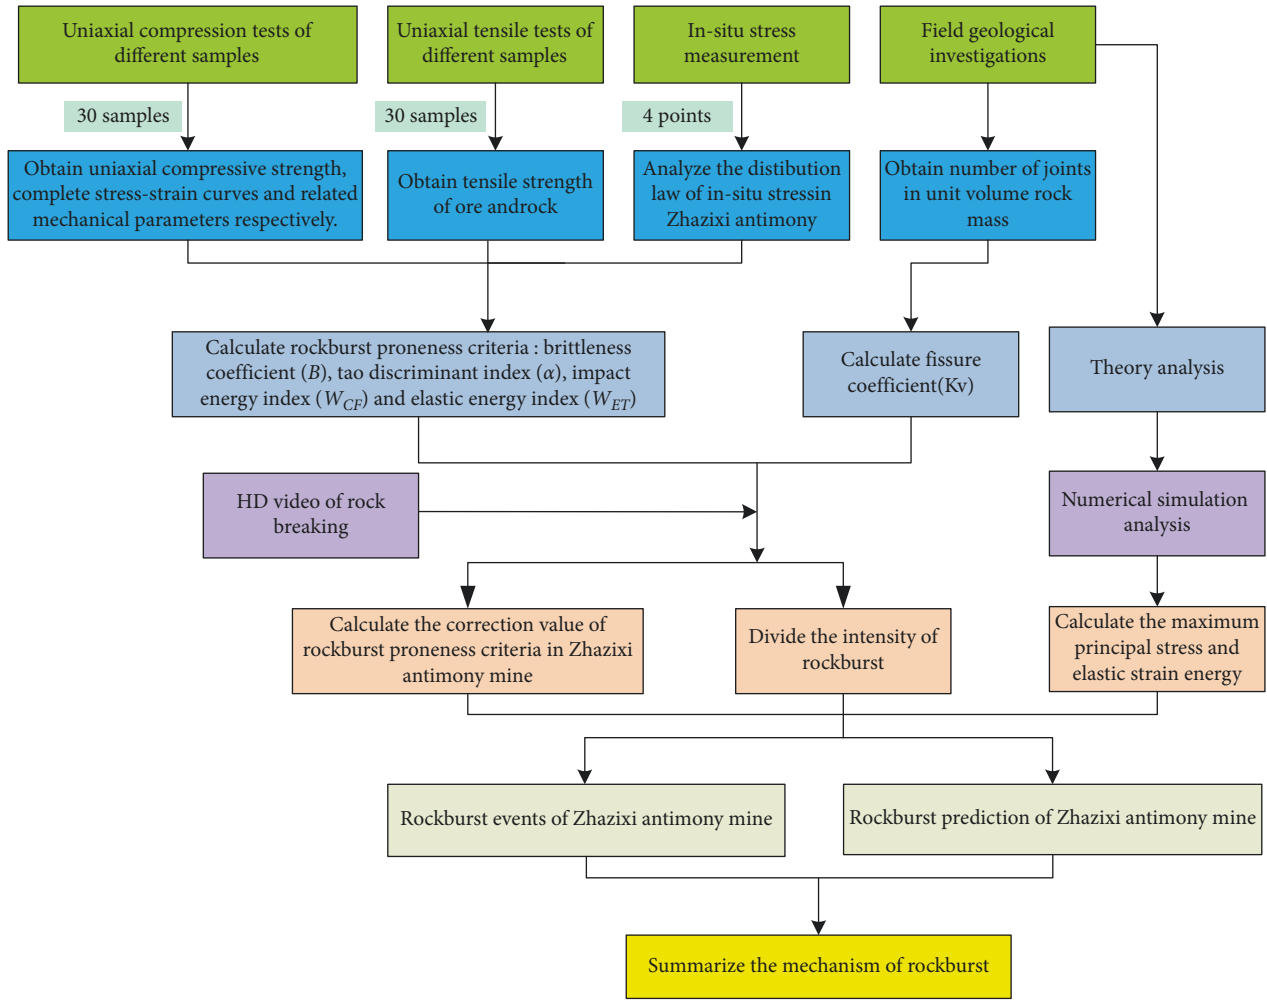 Uniaxial compression tests of
different samples
Uniaxial tensile tests of
different samples
In-situ stress
measurement
Field geological
investigations
30 samples
30 samples
4 points
Obtain uniaxial compressive strength,
complete stress-strain curves and related
mechanical parameters respectively.
Obtain tensile strength
of ore androck
Analyze the distibution
law of in-situ stressin
Zhazixi antimony
Obtain number of joints
in unit volume rock
mass
Calculate rockburst proneness criteria : brittleness
coefficient (B), tao discriminant index (α), impact
energy index (W_CF) and elastic energy index (W_ET)
Calculate fissure
coefficient(Kv)
Theory analysis
HD video of rock
breaking
Numerical simulation
analysis
Calculate the correction value of
rockburst proneness criteria in Zhazixi
antimony mine
Divide the intensity of
rockburst
Calculate the maximum
principal stress and
elastic strain energy
Rockburst events of Zhazixi antimony mine
Rockburst prediction of Zhazixi antimony mine
Summarize the mechanism of rockburst